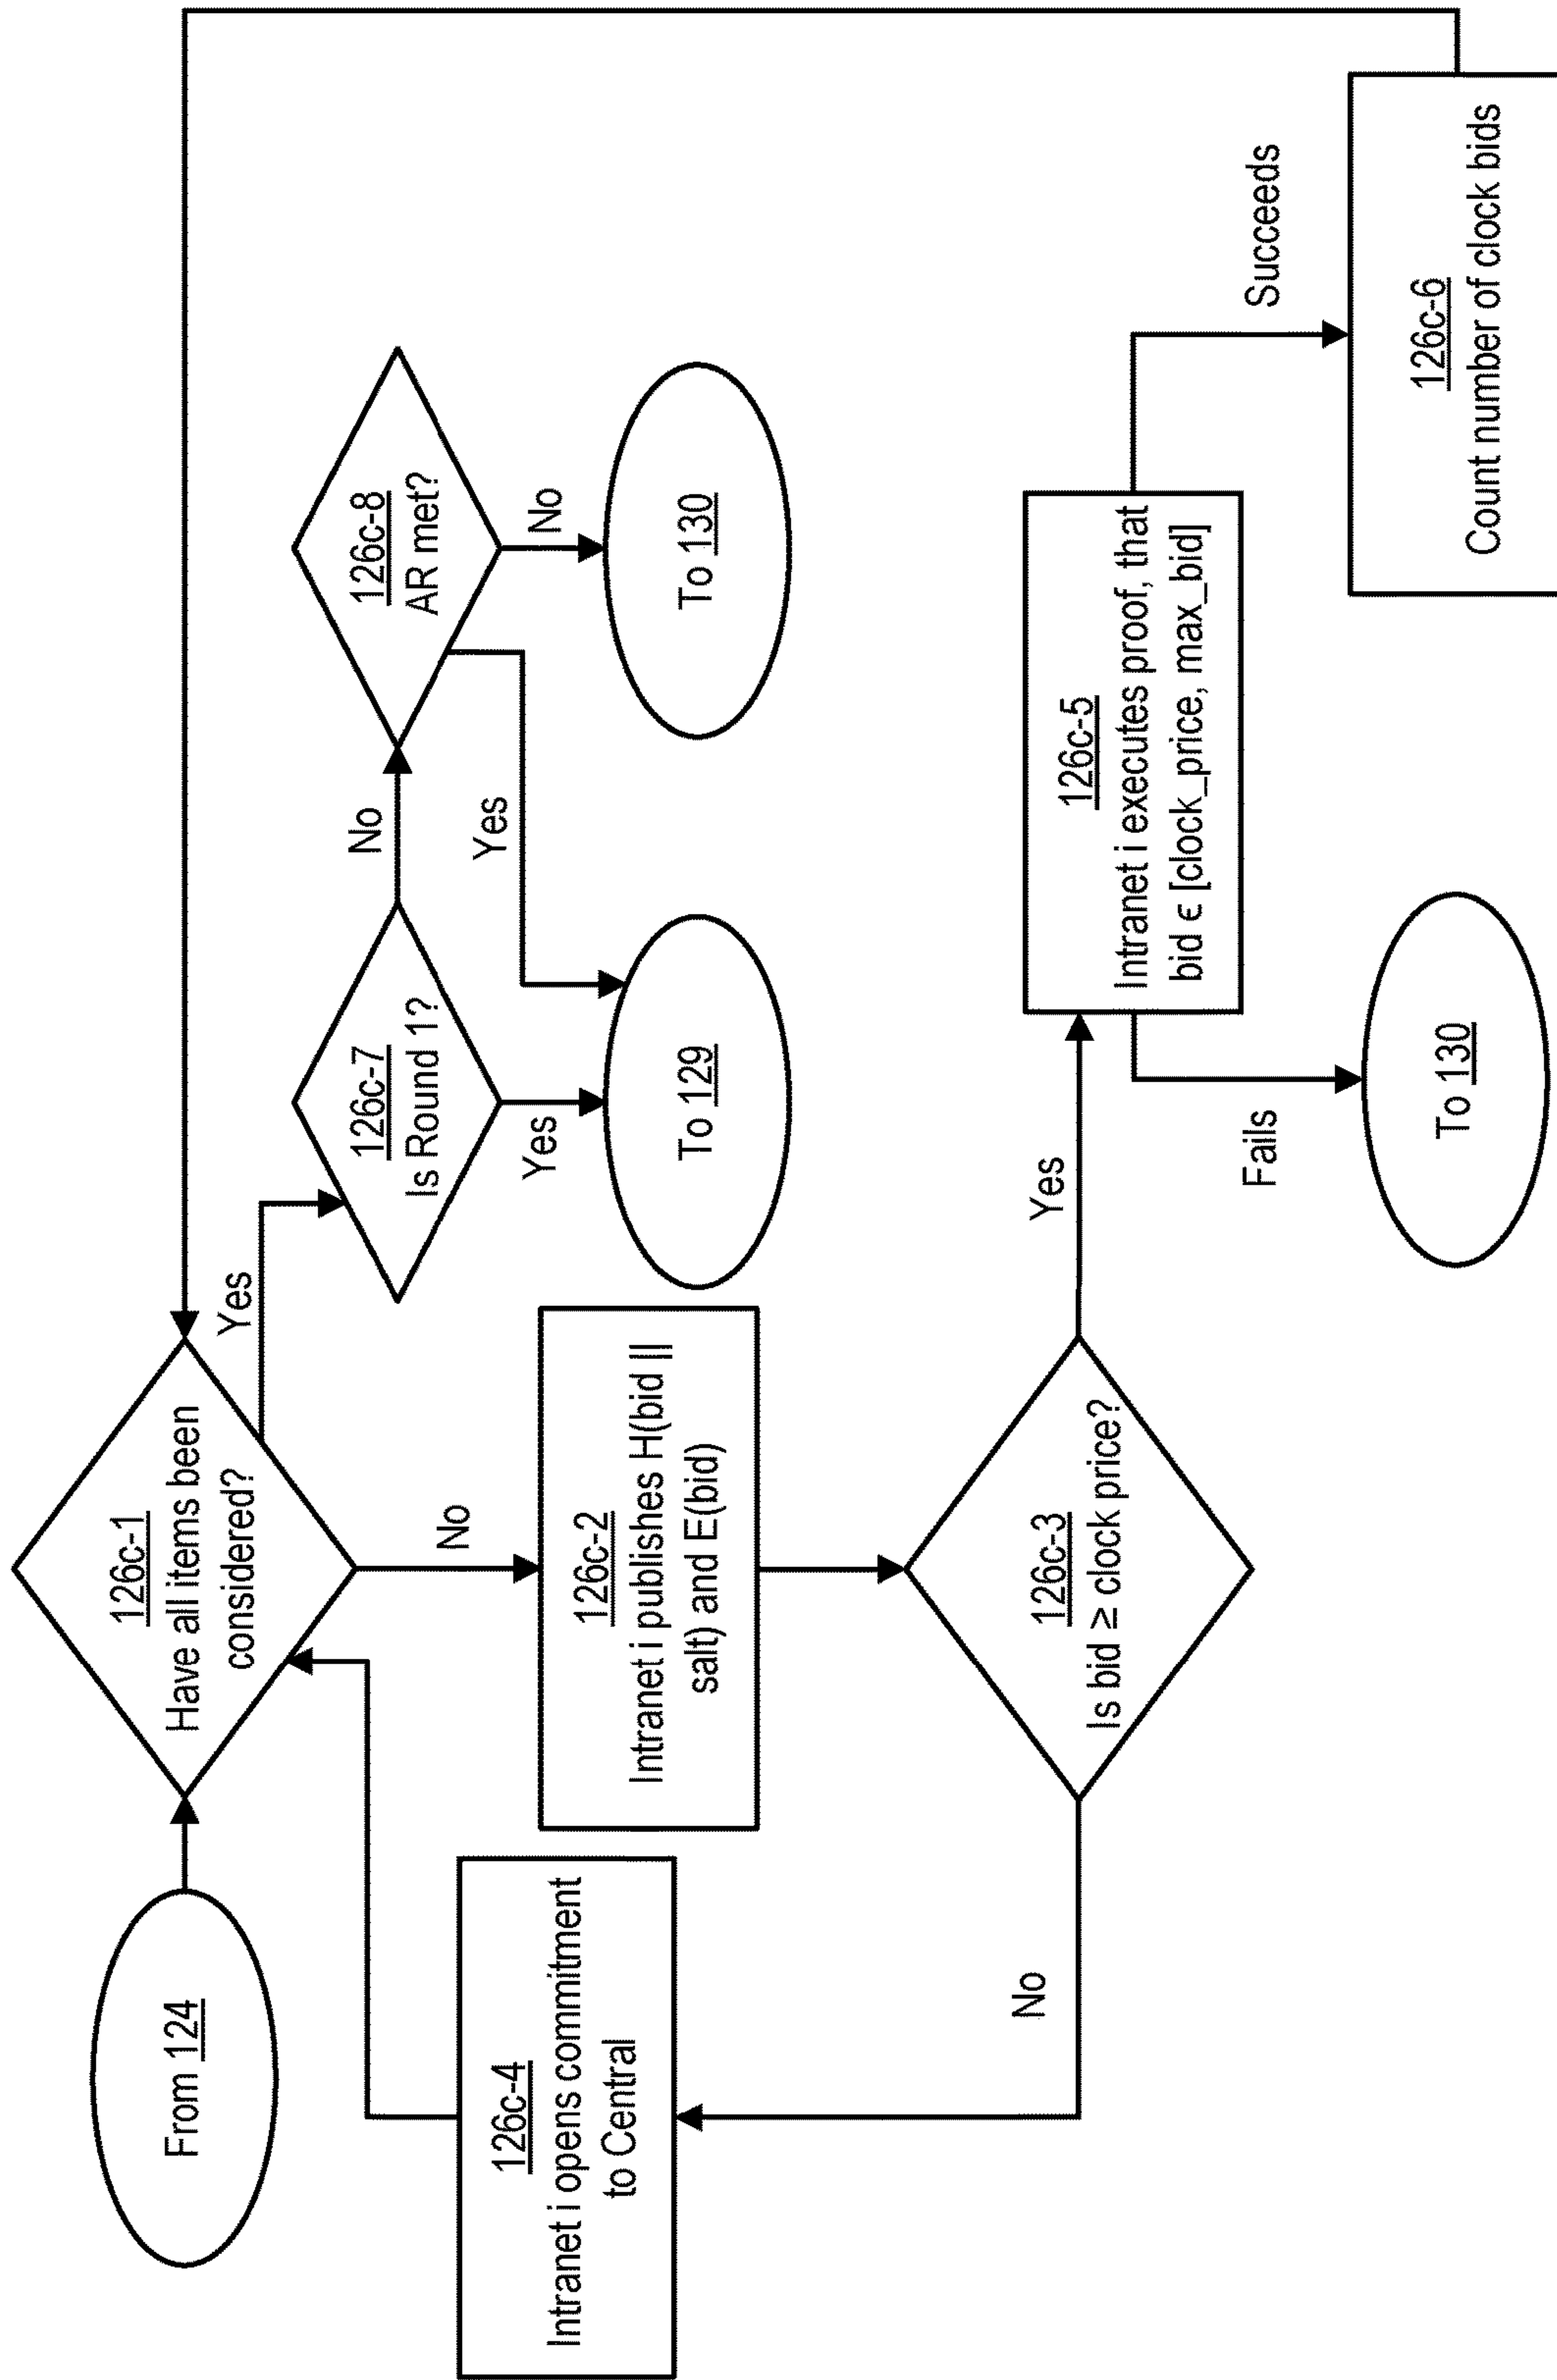 From 124
126c-1
Have all items been
considered?
Yes
No
126c-7
Is Round 1?
No
Yes
126c-8
AR met?
Yes
No
To 129
To 130
126c-4
Intranet i opens commitment
to Central
126c-2
Intranet i publishes H(bid ||
salt) and E(bid)
126c-3
Is bid ≥ clock price?
No
Yes
126c-5
Intranet i executes proof, that
bid ϵ [clock_price, max_bid]
Fails
Succeeds
To 130
126c-6
Count number of clock bids